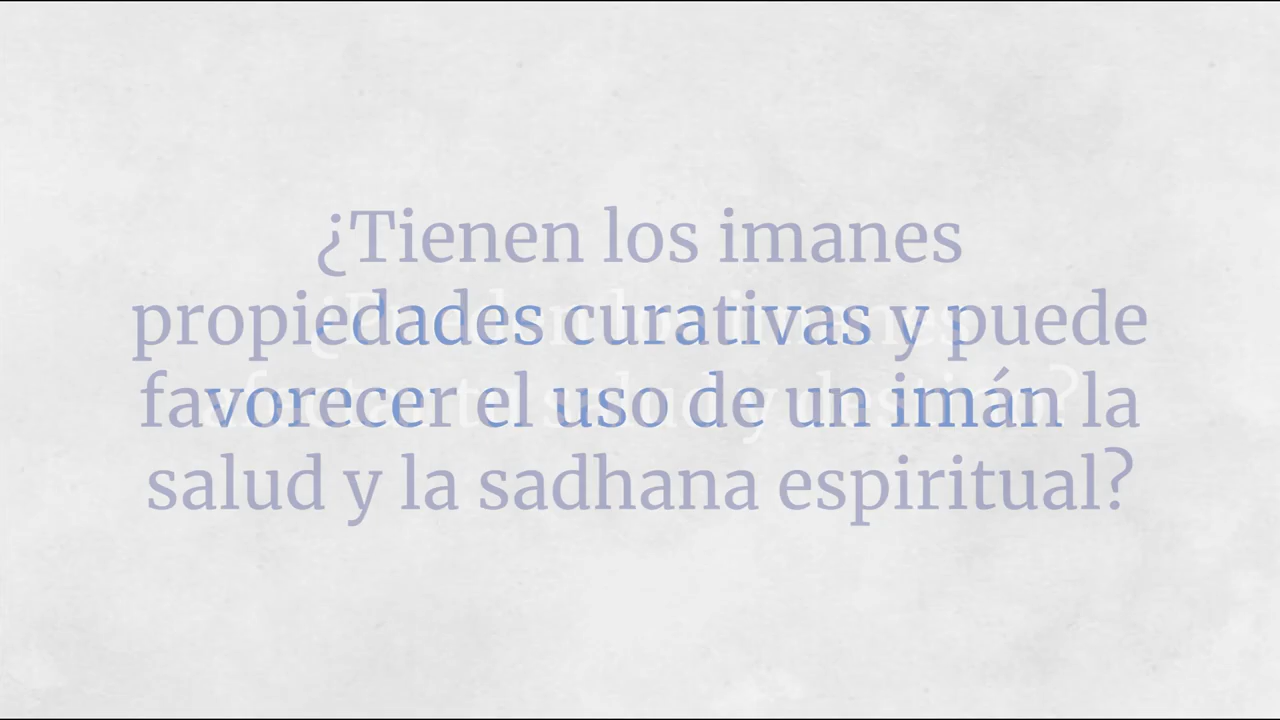 ¿Tienen los imanes
propiedades curativas y puede
favorecer el uso de un imán la
salud y la sadhana espiritual?